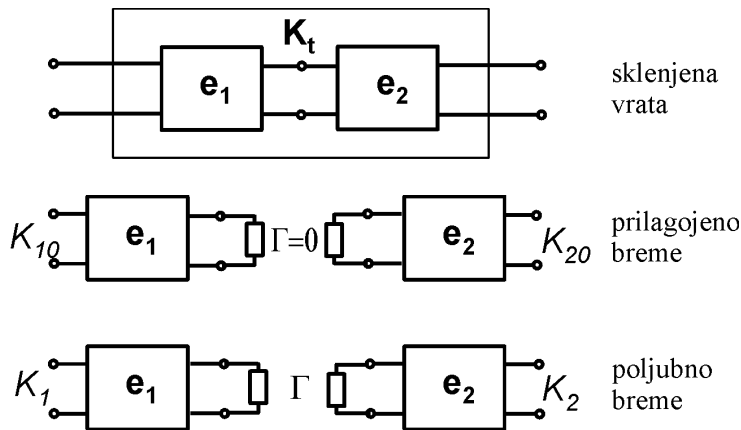 K_t
e_1 e_2 sklenjena
vrata
K_10 e_1 Γ=0 e_2 K_20 prilagojeno
breme
K_1 e_1 Γ e_2 K_2 poljubno
breme